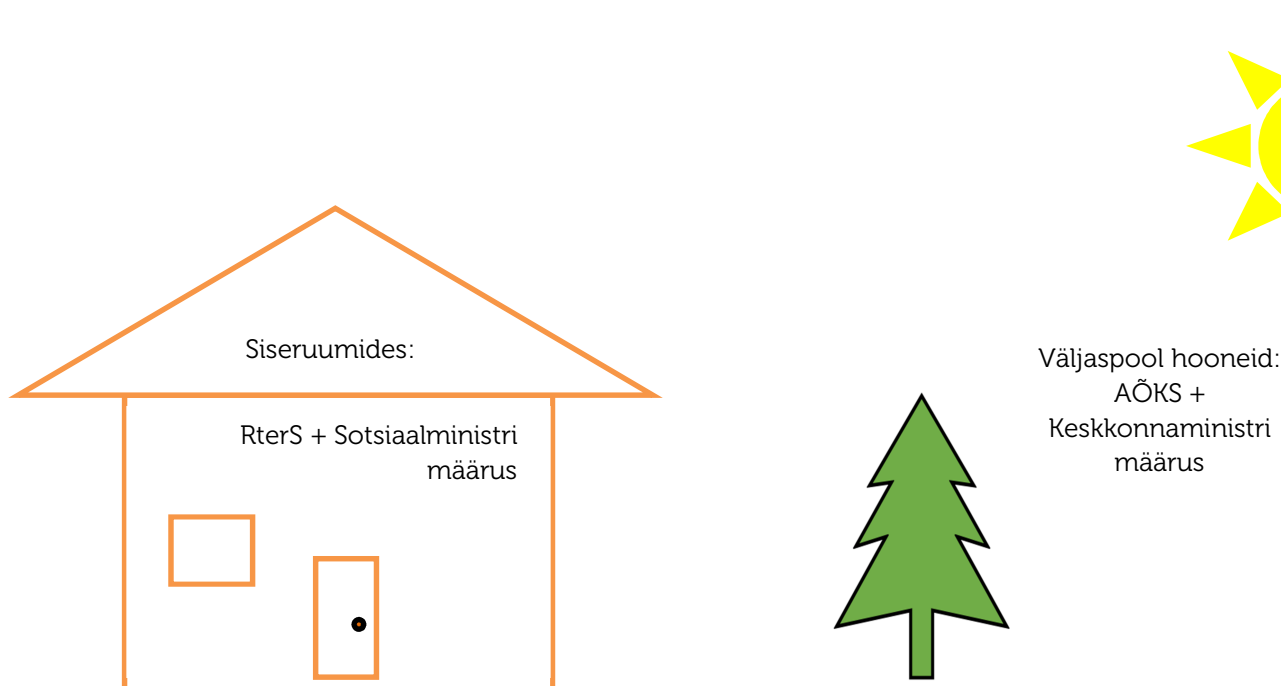 Siseruumides:
RterS + Sotsiaalministri
määrus
Väljaspool hooneid:
AÕKS +
Keskkonnaministri
määrus